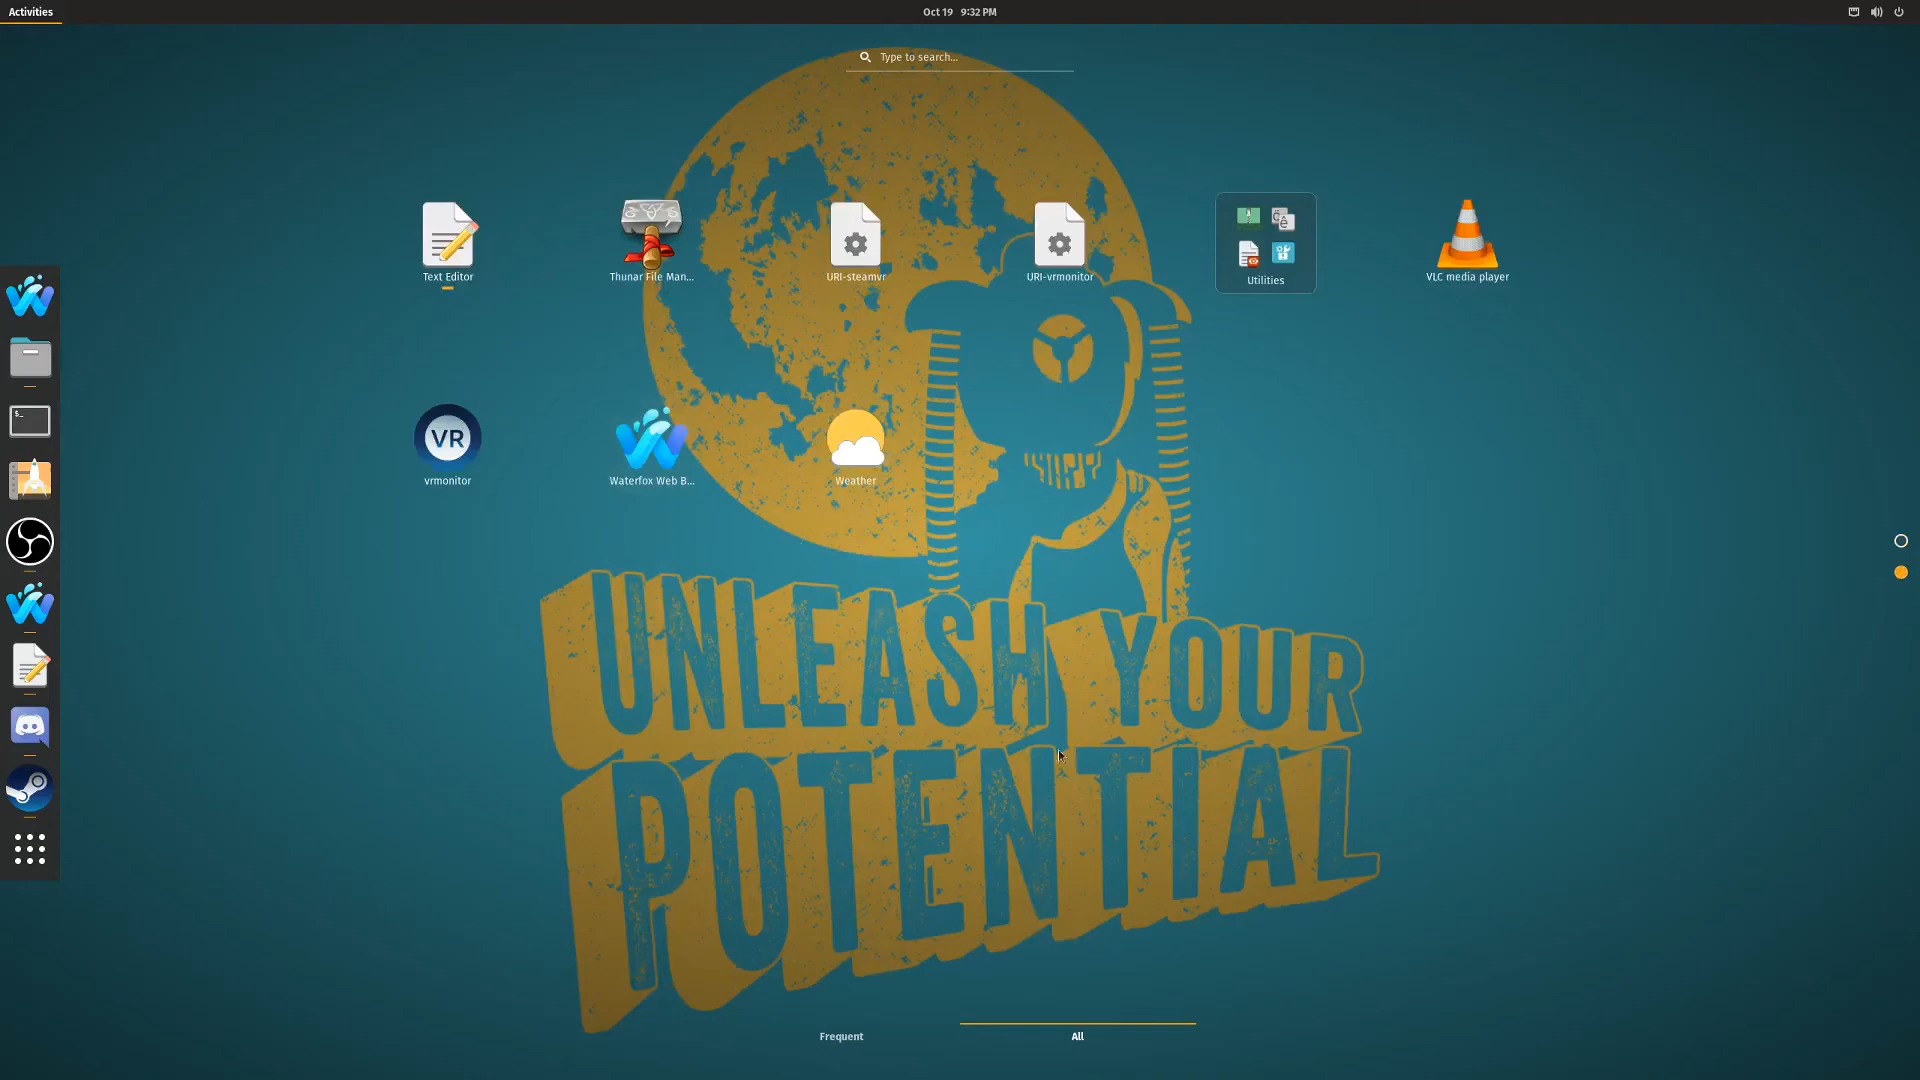 Activities
Oct 19 9:32 PM
Type to search...
Text Editor
Thunar File Man...
URI-steamvr
URI-vrmonitor
Utilities
VLC media player
VR
vrmonitor
Waterfox Web B...
Weather
$_
UNLEASH YOUR
POTENTIAL
Frequent
All